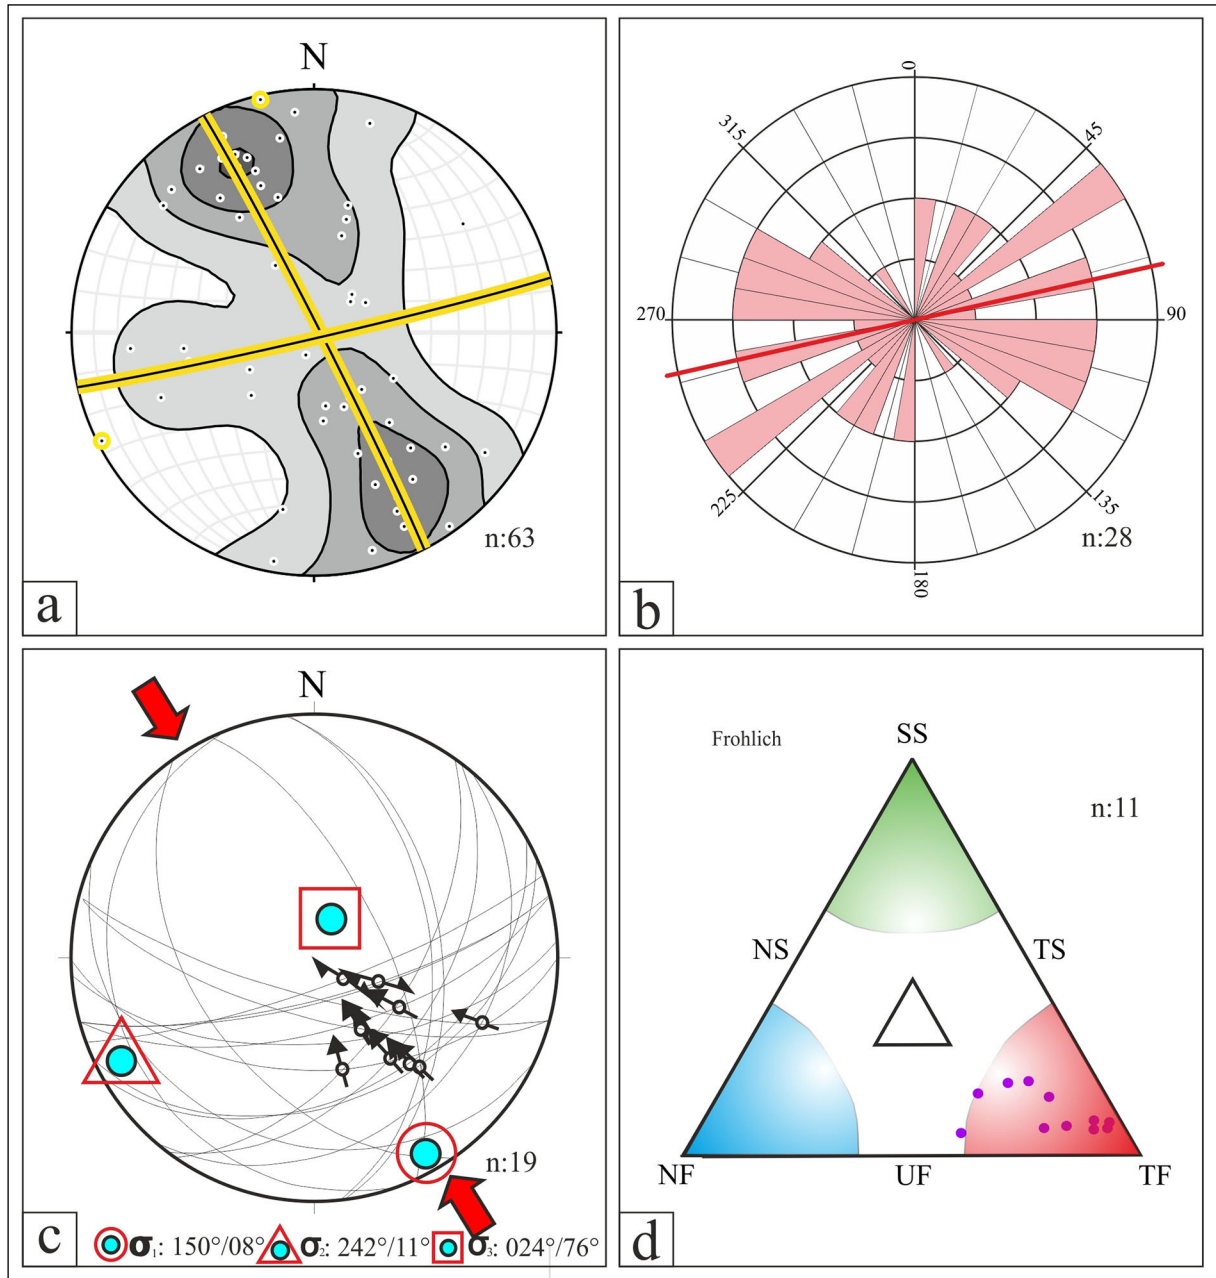 N
n:63
a
0
45
90
135
180
225
270
315
n:28
b
N
n:19
σ1: 150°/08° σ2: 242°/11° σ3: 024°/76°
c
Frohlich
SS
n:11
NS
TS
NF
UF
TF
d